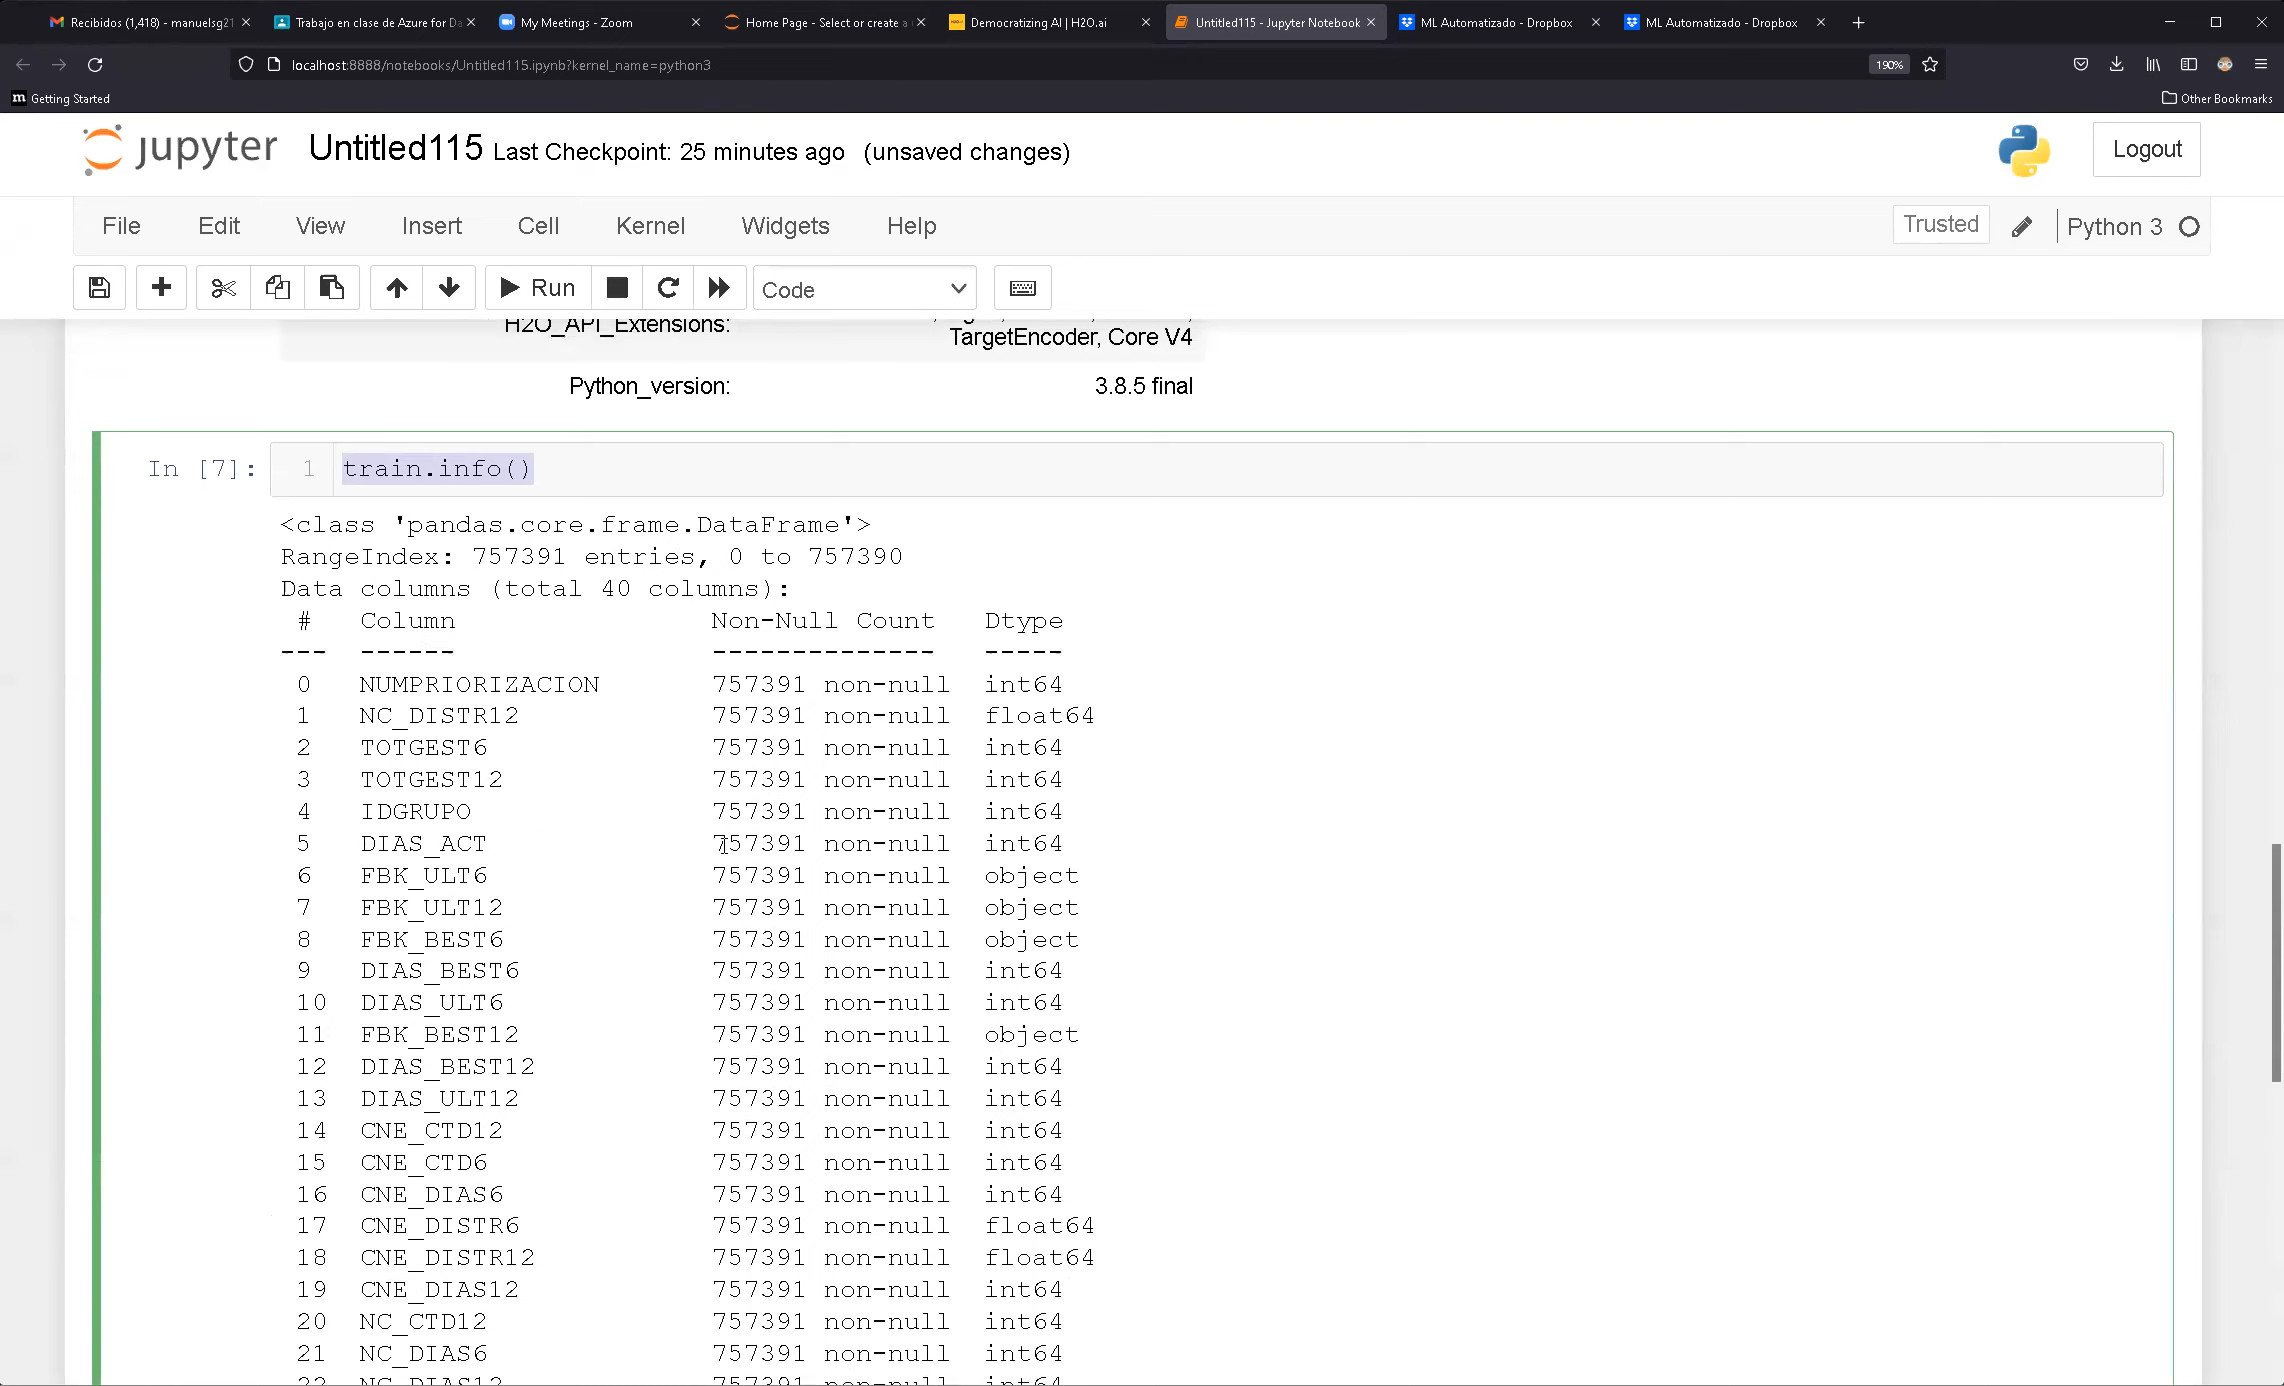 Recibidos (1,418) - manuelsg21
Trabajo en clase de Azure for Da
My Meetings - Zoom
Home Page - Select or create a
Democratizing AI | H2O.ai
Untitled115 - Jupyter Notebook
ML Automatizado - Dropbox
ML Automatizado - Dropbox
localhost:8888/notebooks/Untitled115.ipynb?kernel_name=python3
190%
m Getting Started
Other Bookmarks
jupyter Untitled115 Last Checkpoint: 25 minutes ago (unsaved changes)
Logout
File Edit View Insert Cell Kernel Widgets Help
Trusted
Python 3
Run
Code
H2O_API_Extensions:
TargetEncoder, Core V4
Python_version: 3.8.5 final
In [7]: 1 train.info()
<class 'pandas.core.frame.DataFrame'>
RangeIndex: 757391 entries, 0 to 757390
Data columns (total 40 columns):
# Column Non-Null Count Dtype
--- ------ -------------- -----
0 NUMPRIORIZACION 757391 non-null int64
1 NC_DISTR12 757391 non-null float64
2 TOTGEST6 757391 non-null int64
3 TOTGEST12 757391 non-null int64
4 IDGRUPO 757391 non-null int64
5 DIAS_ACT 757391 non-null int64
6 FBK_ULT6 757391 non-null object
7 FBK_ULT12 757391 non-null object
8 FBK_BEST6 757391 non-null object
9 DIAS_BEST6 757391 non-null int64
10 DIAS_ULT6 757391 non-null int64
11 FBK_BEST12 757391 non-null object
12 DIAS_BEST12 757391 non-null int64
13 DIAS_ULT12 757391 non-null int64
14 CNE_CTD12 757391 non-null int64
15 CNE_CTD6 757391 non-null int64
16 CNE_DIAS6 757391 non-null int64
17 CNE_DISTR6 757391 non-null float64
18 CNE_DISTR12 757391 non-null float64
19 CNE_DIAS12 757391 non-null int64
20 NC_CTD12 757391 non-null int64
21 NC_DIAS6 757391 non-null int64
22 NC_DIAS12 757391 non-null int64